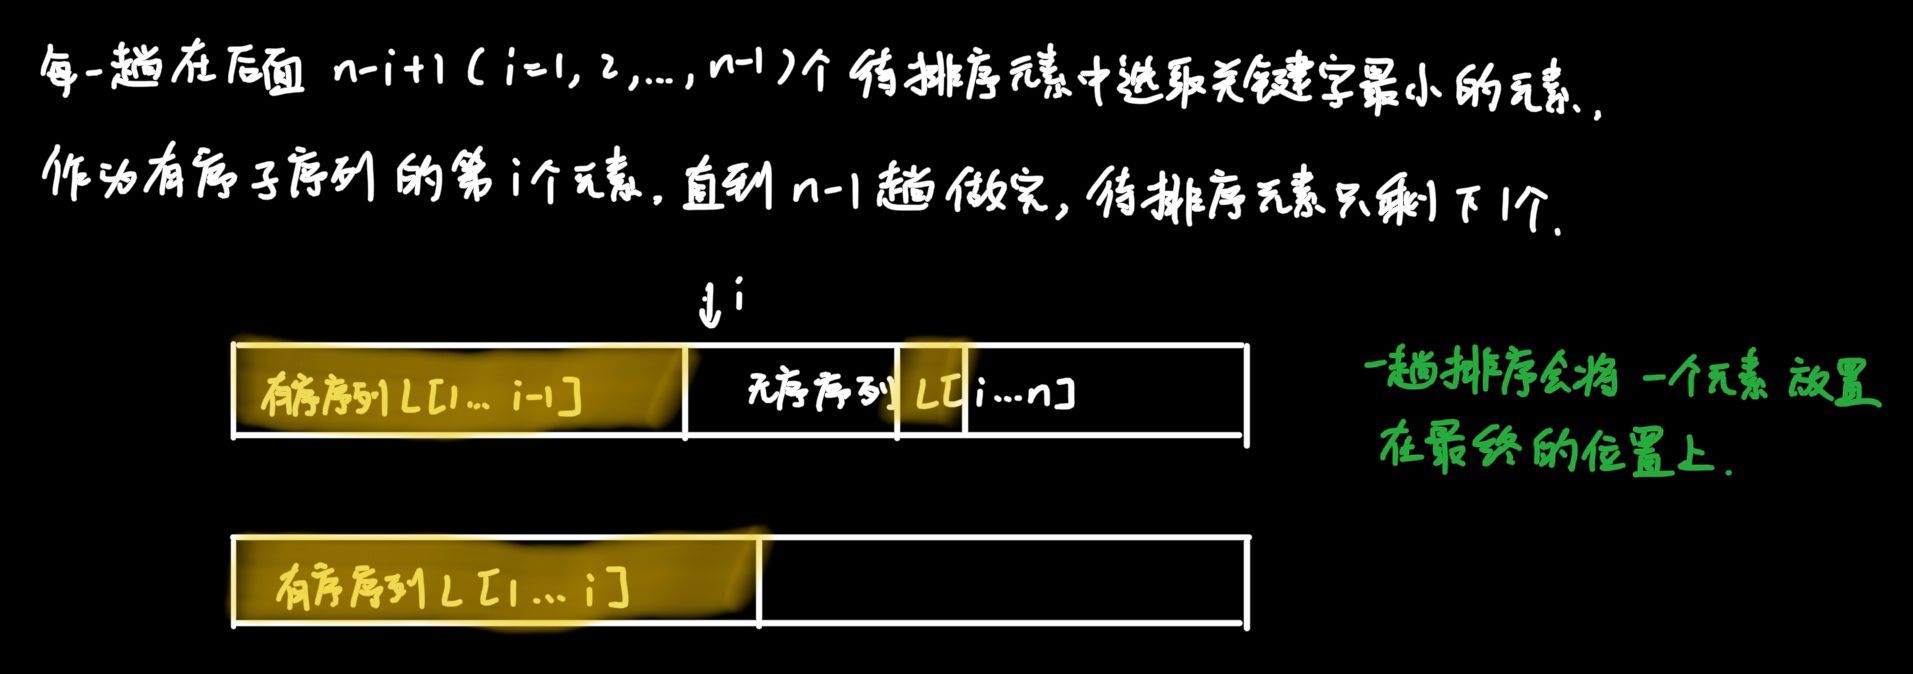 每一趟在后面 n-i+1 (i=1, 2, ..., n-1)个 待排序元素中选取关键字最小的元素,
作为有序子序列的第i个元素. 直到n-1趟做完, 待排序元素只剩下1个.
↓i
有序序列L[1... i-1] 无序序列 L[i...n]
一趟排序会将 一个元素 放置
在最终的位置上.
有序序列L[1... i]